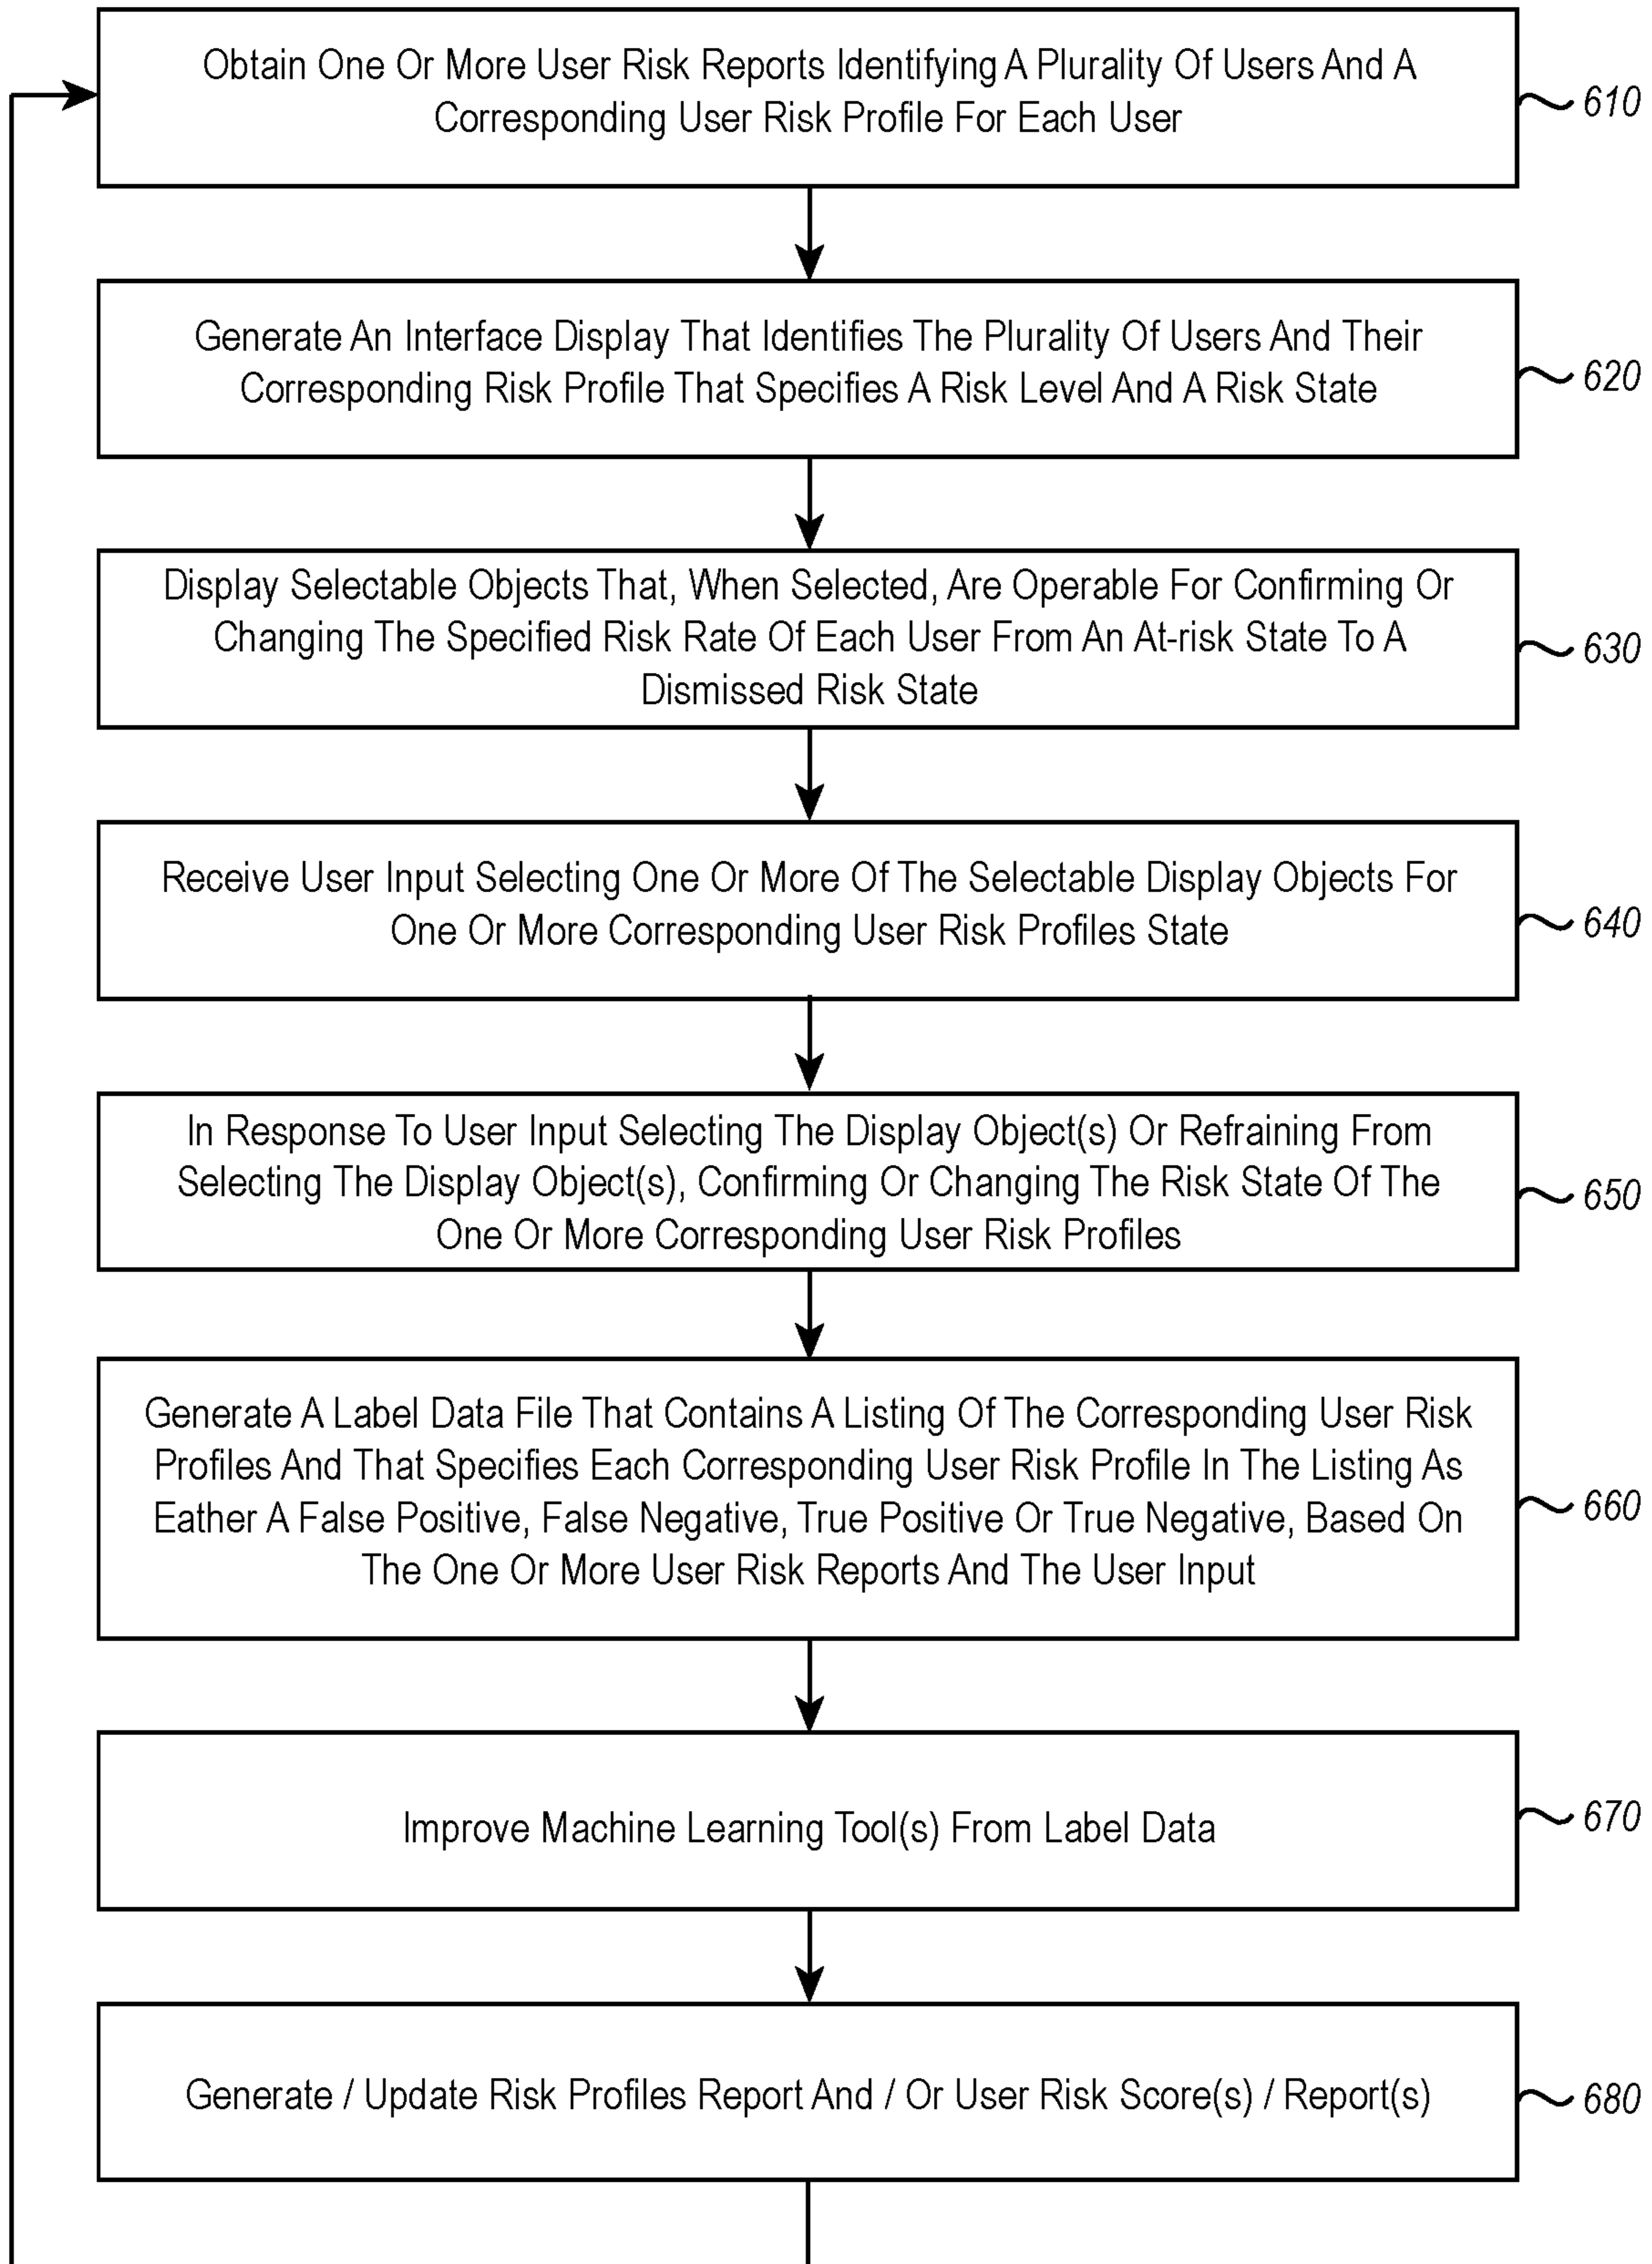 Obtain One Or More User Risk Reports Identifying A Plurality Of Users And A
Corresponding User Risk Profile For Each User
610
Generate An Interface Display That Identifies The Plurality Of Users And Their
Corresponding Risk Profile That Specifies A Risk Level And A Risk State
620
Display Selectable Objects That, When Selected, Are Operable For Confirming Or
Changing The Specified Risk Rate Of Each User From An At-risk State To A
Dismissed Risk State
630
Receive User Input Selecting One Or More Of The Selectable Display Objects For
One Or More Corresponding User Risk Profiles State
640
In Response To User Input Selecting The Display Object(s) Or Refraining From
Selecting The Display Object(s), Confirming Or Changing The Risk State Of The
One Or More Corresponding User Risk Profiles
650
Generate A Label Data File That Contains A Listing Of The Corresponding User Risk
Profiles And That Specifies Each Corresponding User Risk Profile In The Listing As
Eather A False Positive, False Negative, True Positive Or True Negative, Based On
The One Or More User Risk Reports And The User Input
660
Improve Machine Learning Tool(s) From Label Data
670
Generate / Update Risk Profiles Report And / Or User Risk Score(s) / Report(s)
680